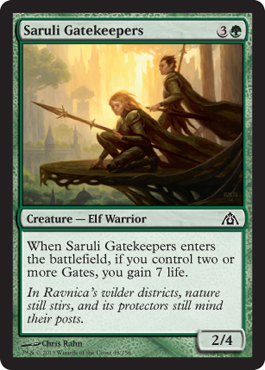 Saruli Gatekeepers 3
Creature — Elf Warrior
When Saruli Gatekeepers enters
the battlefield, if you control two
or more Gates, you gain 7 life.
In Ravnica's wilder districts, nature
still stirs, and its protectors still mind
their posts.
Chris Rahn
2/4